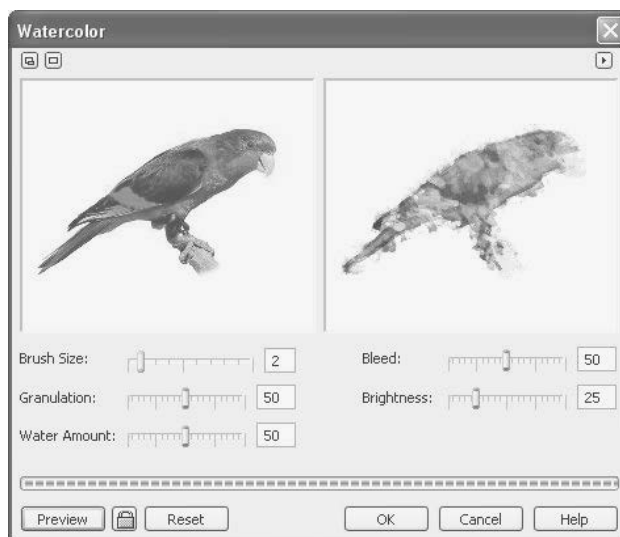 Watercolor
Brush Size: 2
Bleed: 50
Granulation: 50
Brightness: 25
Water Amount: 50
Preview Reset OK Cancel Help